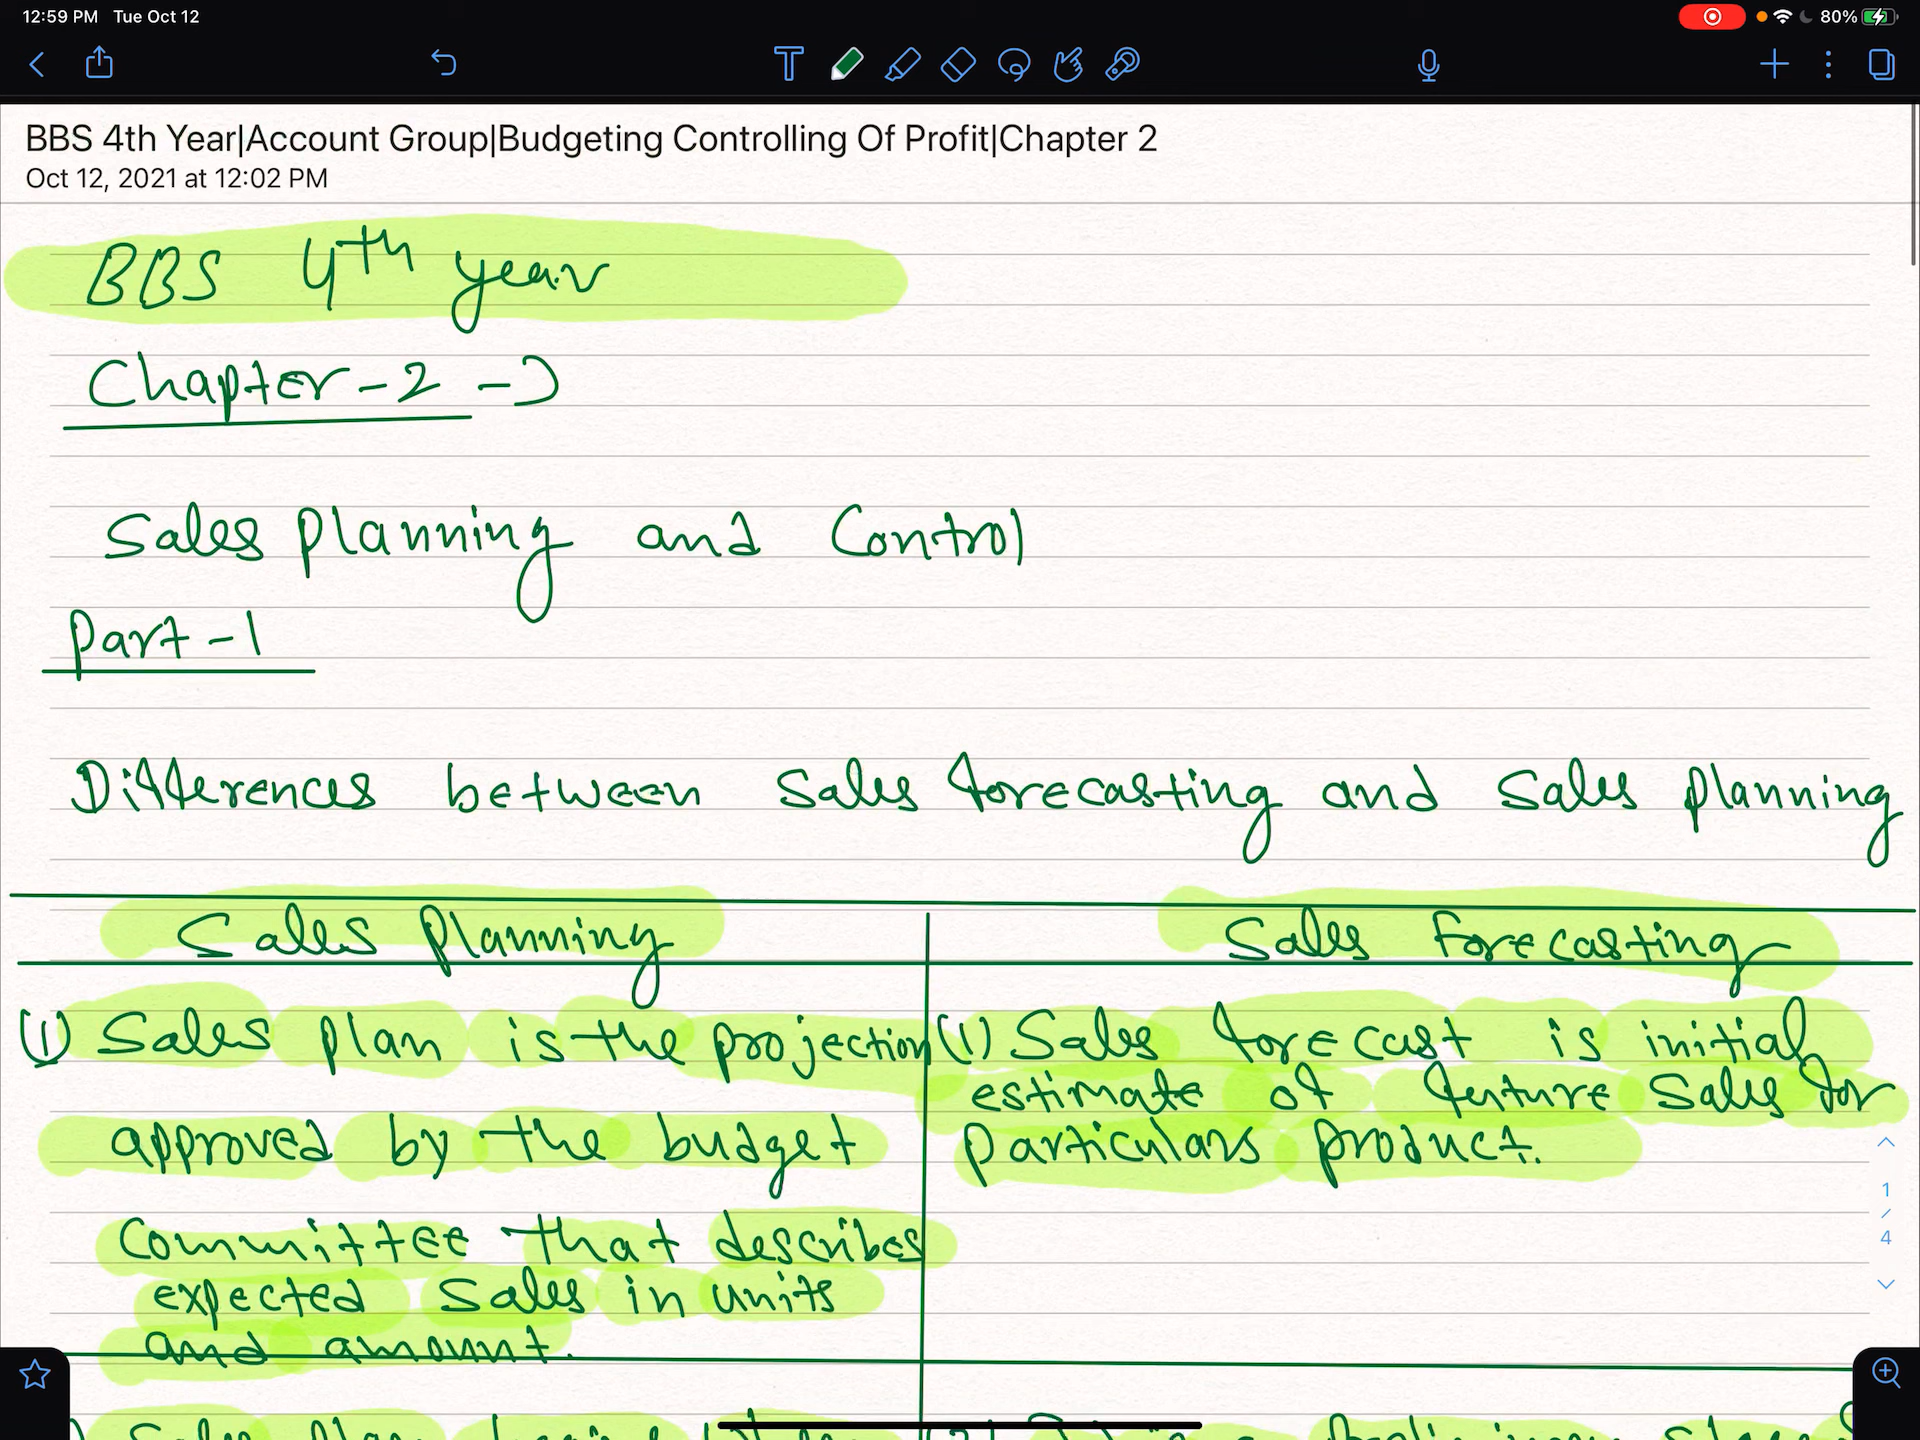 12:59 PM Tue Oct 12
80%
BBS 4th Year|Account Group|Budgeting Controlling Of Profit|Chapter 2
Oct 12, 2021 at 12:02 PM
BBS 4th year
Chapter-2 ->
Sales planning and Control
Part-1
Differences between Sales forecasting and Sales planning
Sales Planning
Sales Forecasting
(1) Sales plan is the projection
approved by the budget
Committee that describes
expected Sales in units
and amount.
(1) Sales forecast is initial
estimate of future Sales for
particulars product.
1
/
4